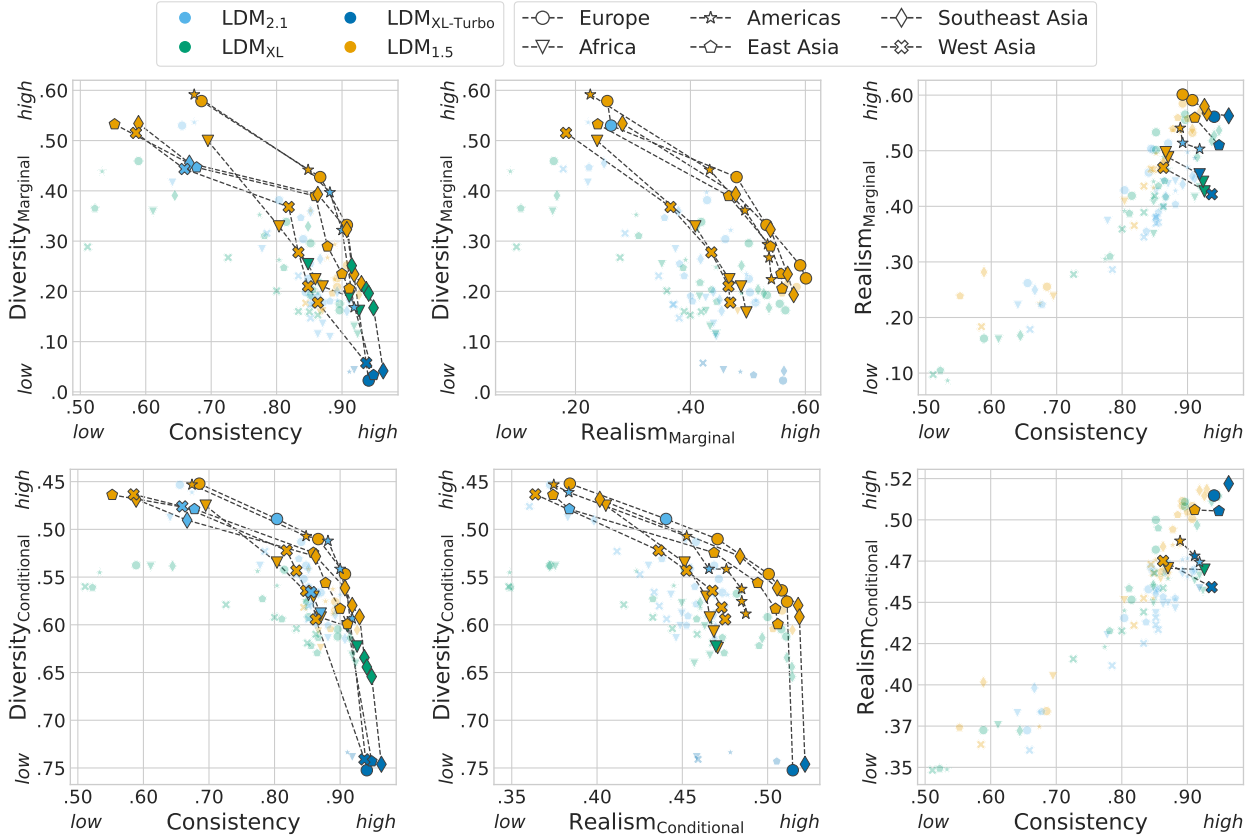 LDM2.1
LDMXL
LDMXL-Turbo
LDM1.5
Europe
Africa
Americas
East Asia
Southeast Asia
West Asia
high
DiversityMarginal
low
.60
.50
.40
.30
.20
.10
.0
.50 .60 .70 .80 .90
low Consistency high
high
DiversityMarginal
low
.60
.50
.40
.30
.20
.10
.0
.20 .40 .60
low RealismMarginal high
high
RealismMarginal
low
.60
.50
.40
.30
.20
.10
.50 .60 .70 .80 .90
low Consistency high
high
DiversityConditional
low
.45
.50
.55
.60
.65
.70
.75
.50 .60 .70 .80 .90
low Consistency high
high
DiversityConditional
low
.45
.50
.55
.60
.65
.70
.75
.35 .40 .45 .50
low RealismConditional high
high
RealismConditional
low
.52
.50
.47
.45
.42
.40
.37
.35
.50 .60 .70 .80 .90
low Consistency high